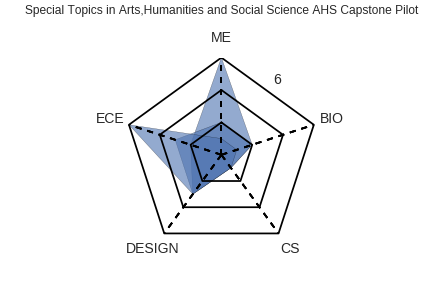 Special Topics in Arts,Humanities and Social Science AHS Capstone Pilot
ME
6
ECE
BIO
DESIGN
CS